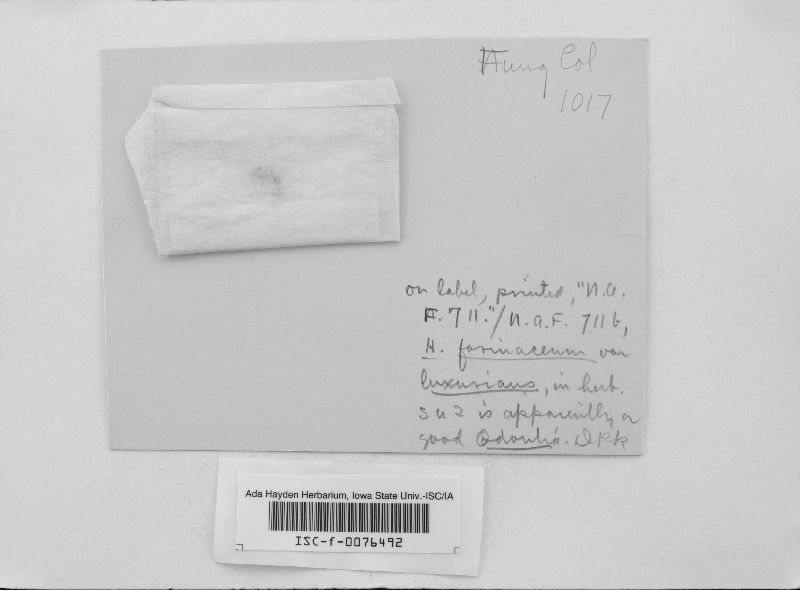 Fung Col
1017
on label, printed, "N.A.
F. 711."/N.A.F. 711b,
H. farinaceum var
luxurians, in herb.
S u 2 is apparently a
good Odontia. DPR
Ada Hayden Herbarium, Iowa State Univ.-ISC/IA
ISC-f-0076492